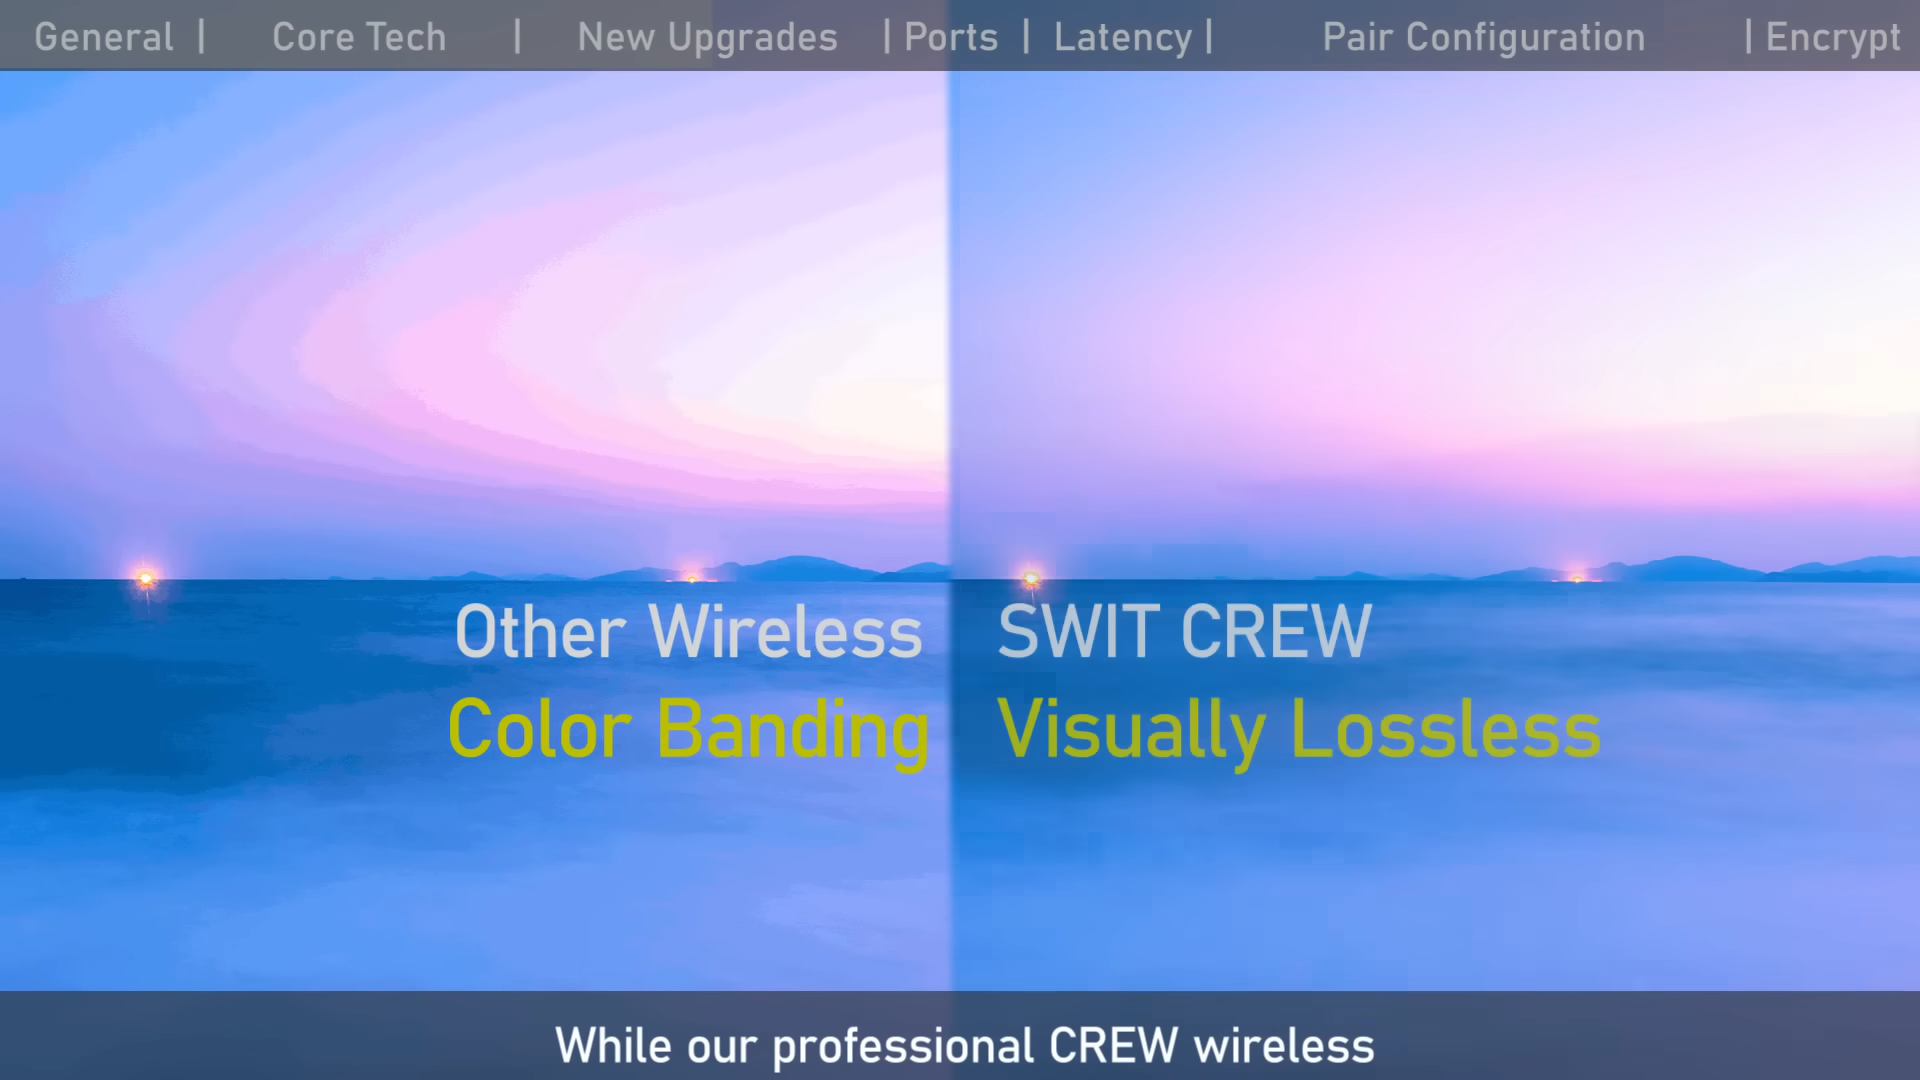 General | Core Tech | New Upgrades | Ports | Latency | Pair Configuration | Encrypt
Other Wireless
Color Banding
SWIT CREW
Visually Lossless
While our professional CREW wireless